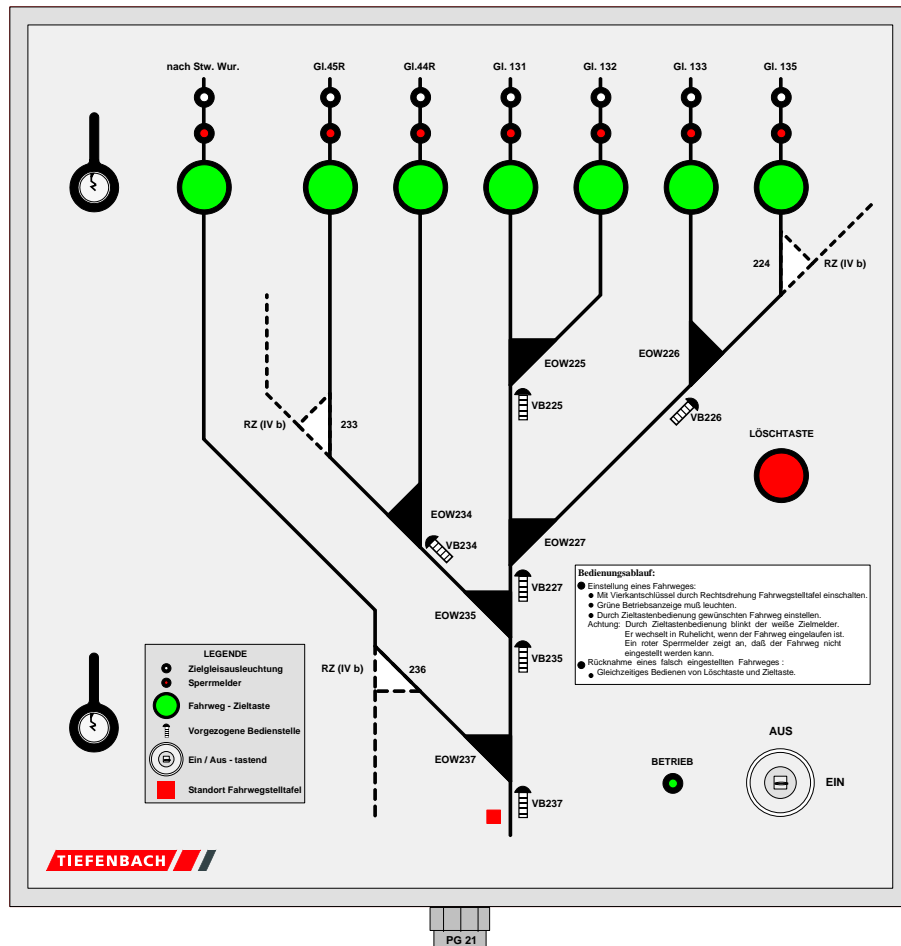 nach Stw. Wur.
Gl.45R
Gl.44R
Gl. 131
Gl. 132
Gl. 133
Gl. 135
224
RZ (IV b)
EOW226
EOW225
VB225
VB226
RZ (IV b)
233
LÖSCHTASTE
EOW234
VB234
EOW227
VB227
EOW235
VB235
Bedienungsablauf:
Einstellung eines Fahrweges:
Mit Vierkantschlüssel durch Rechtsdrehung Fahrwegstelltafel einschalten.
Grüne Betriebsanzeige muß leuchten.
Durch Zieltastenbedienung gewünschten Fahrweg einstellen.
Achtung: Durch Zieltastenbedienung blinkt der weiße Zielmelder.
Er wechselt in Ruhelicht, wenn der Fahrweg eingelaufen ist.
Ein roter Sperrmelder zeigt an, daß der Fahrweg nicht
eingestellt werden kann.
Rücknahme eines falsch eingestellten Fahrweges :
Gleichzeitiges Bedienen von Löschtaste und Zieltaste.
LEGENDE
Zielgleisausleuchtung
Sperrmelder
Fahrweg - Zieltaste
Vorgezogene Bedienstelle
Ein / Aus - tastend
Standort Fahrwegstelltafel
RZ (IV b)
236
EOW237
VB237
BETRIEB
AUS
EIN
TIEFENBACH
PG 21